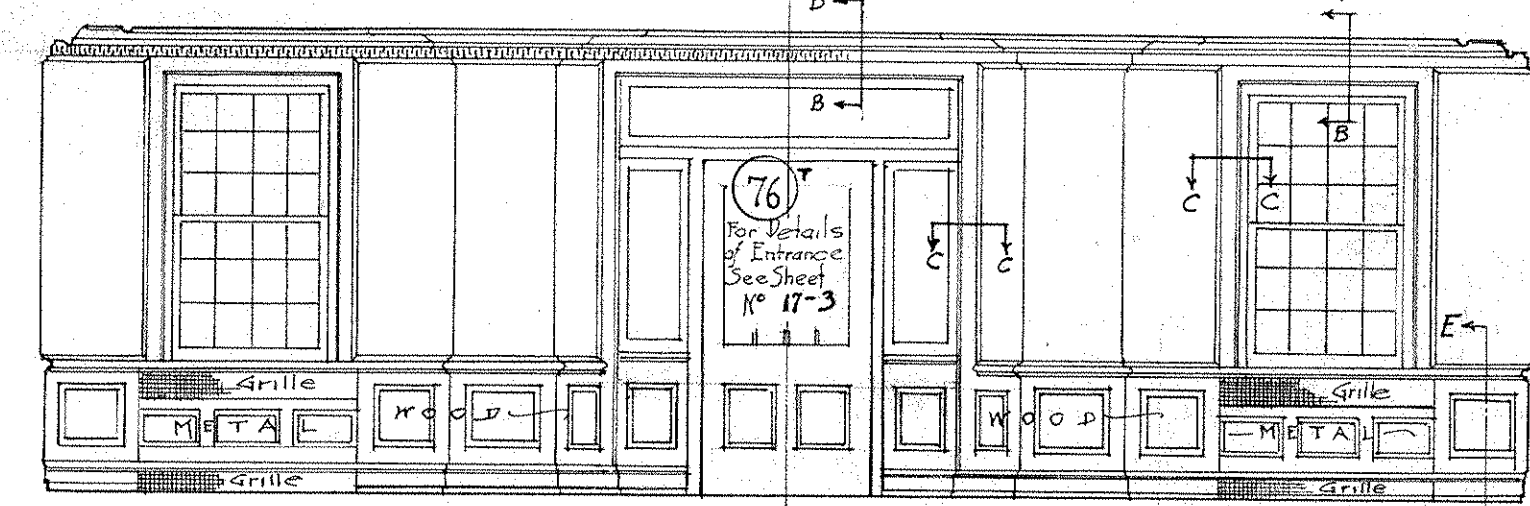 B
B
B
76 T
For Details
of Entrance
See Sheet
Nº 17-3
C C
C C
E
Grille
METAL
WOOD
Grille
WOOD
Grille
METAL
Grille